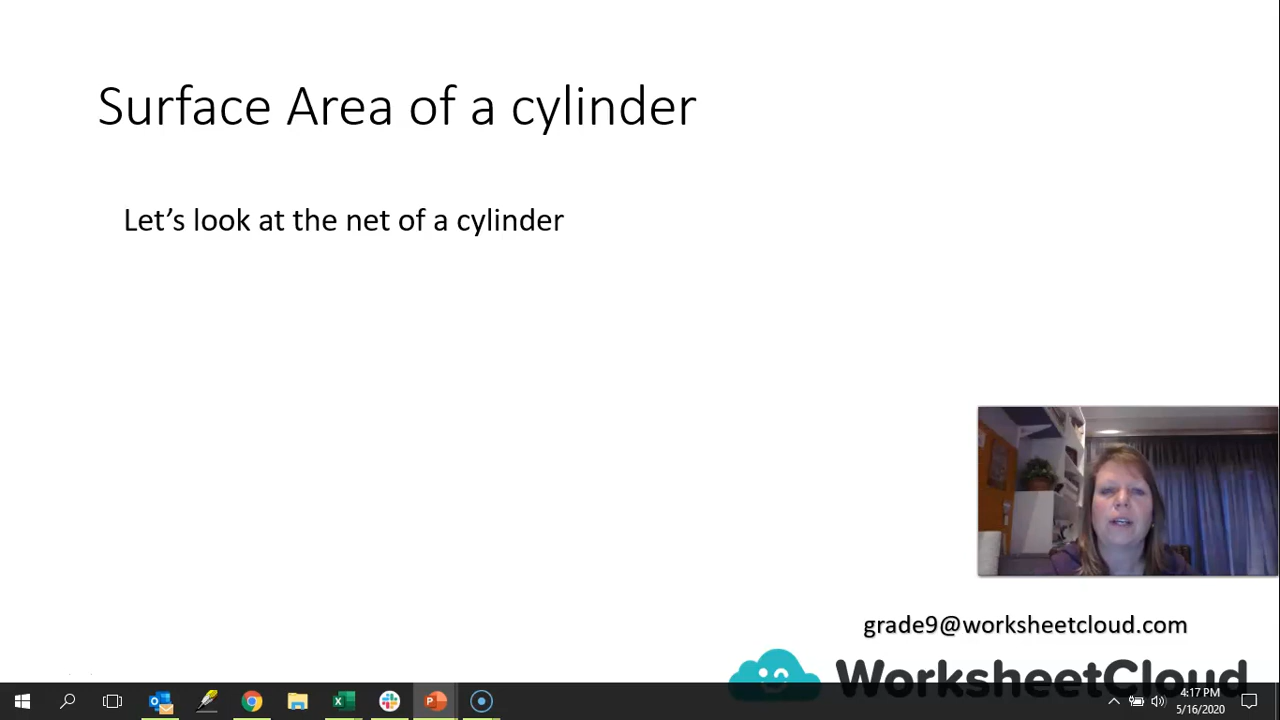 Surface Area of a cylinder
Let’s look at the net of a cylinder
grade9@worksheetcloud.com
WorksheetCloud
4:17 PM
5/16/2020